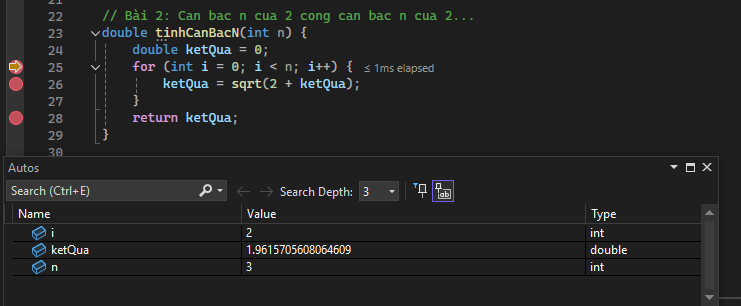 21
22 // Bài 2: Can bac n cua 2 cong can bac n cua 2...
23 double tinhCanBacN(int n) {
24 double ketQua = 0;
25 for (int i = 0; i < n; i++) { ≤ 1ms elapsed
26 ketQua = sqrt(2 + ketQua);
27 }
28 return ketQua;
29 }
30
Autos
Search (Ctrl+E) Search Depth: 3
Name Value Type
i 2 int
ketQua 1.9615705608064609 double
n 3 int